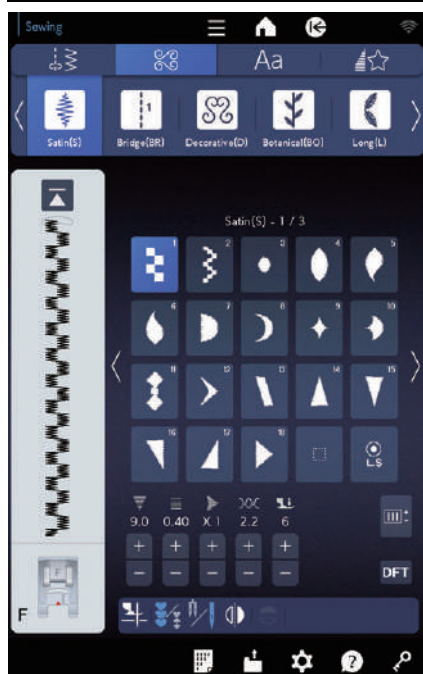 Sewing
Aa
1
Satin(S) Bridge(BR) Decorative(D) Botanical(BO) Long(L)
Satin(S) - 1 / 3
1 2 3 4 5
6 7 8 9 10
11 12 13 14 15
16 17 18
L.S
9.0 0.40 X 1 2.2 6
+ + + + +
- - - - -
DFT
F
F
?